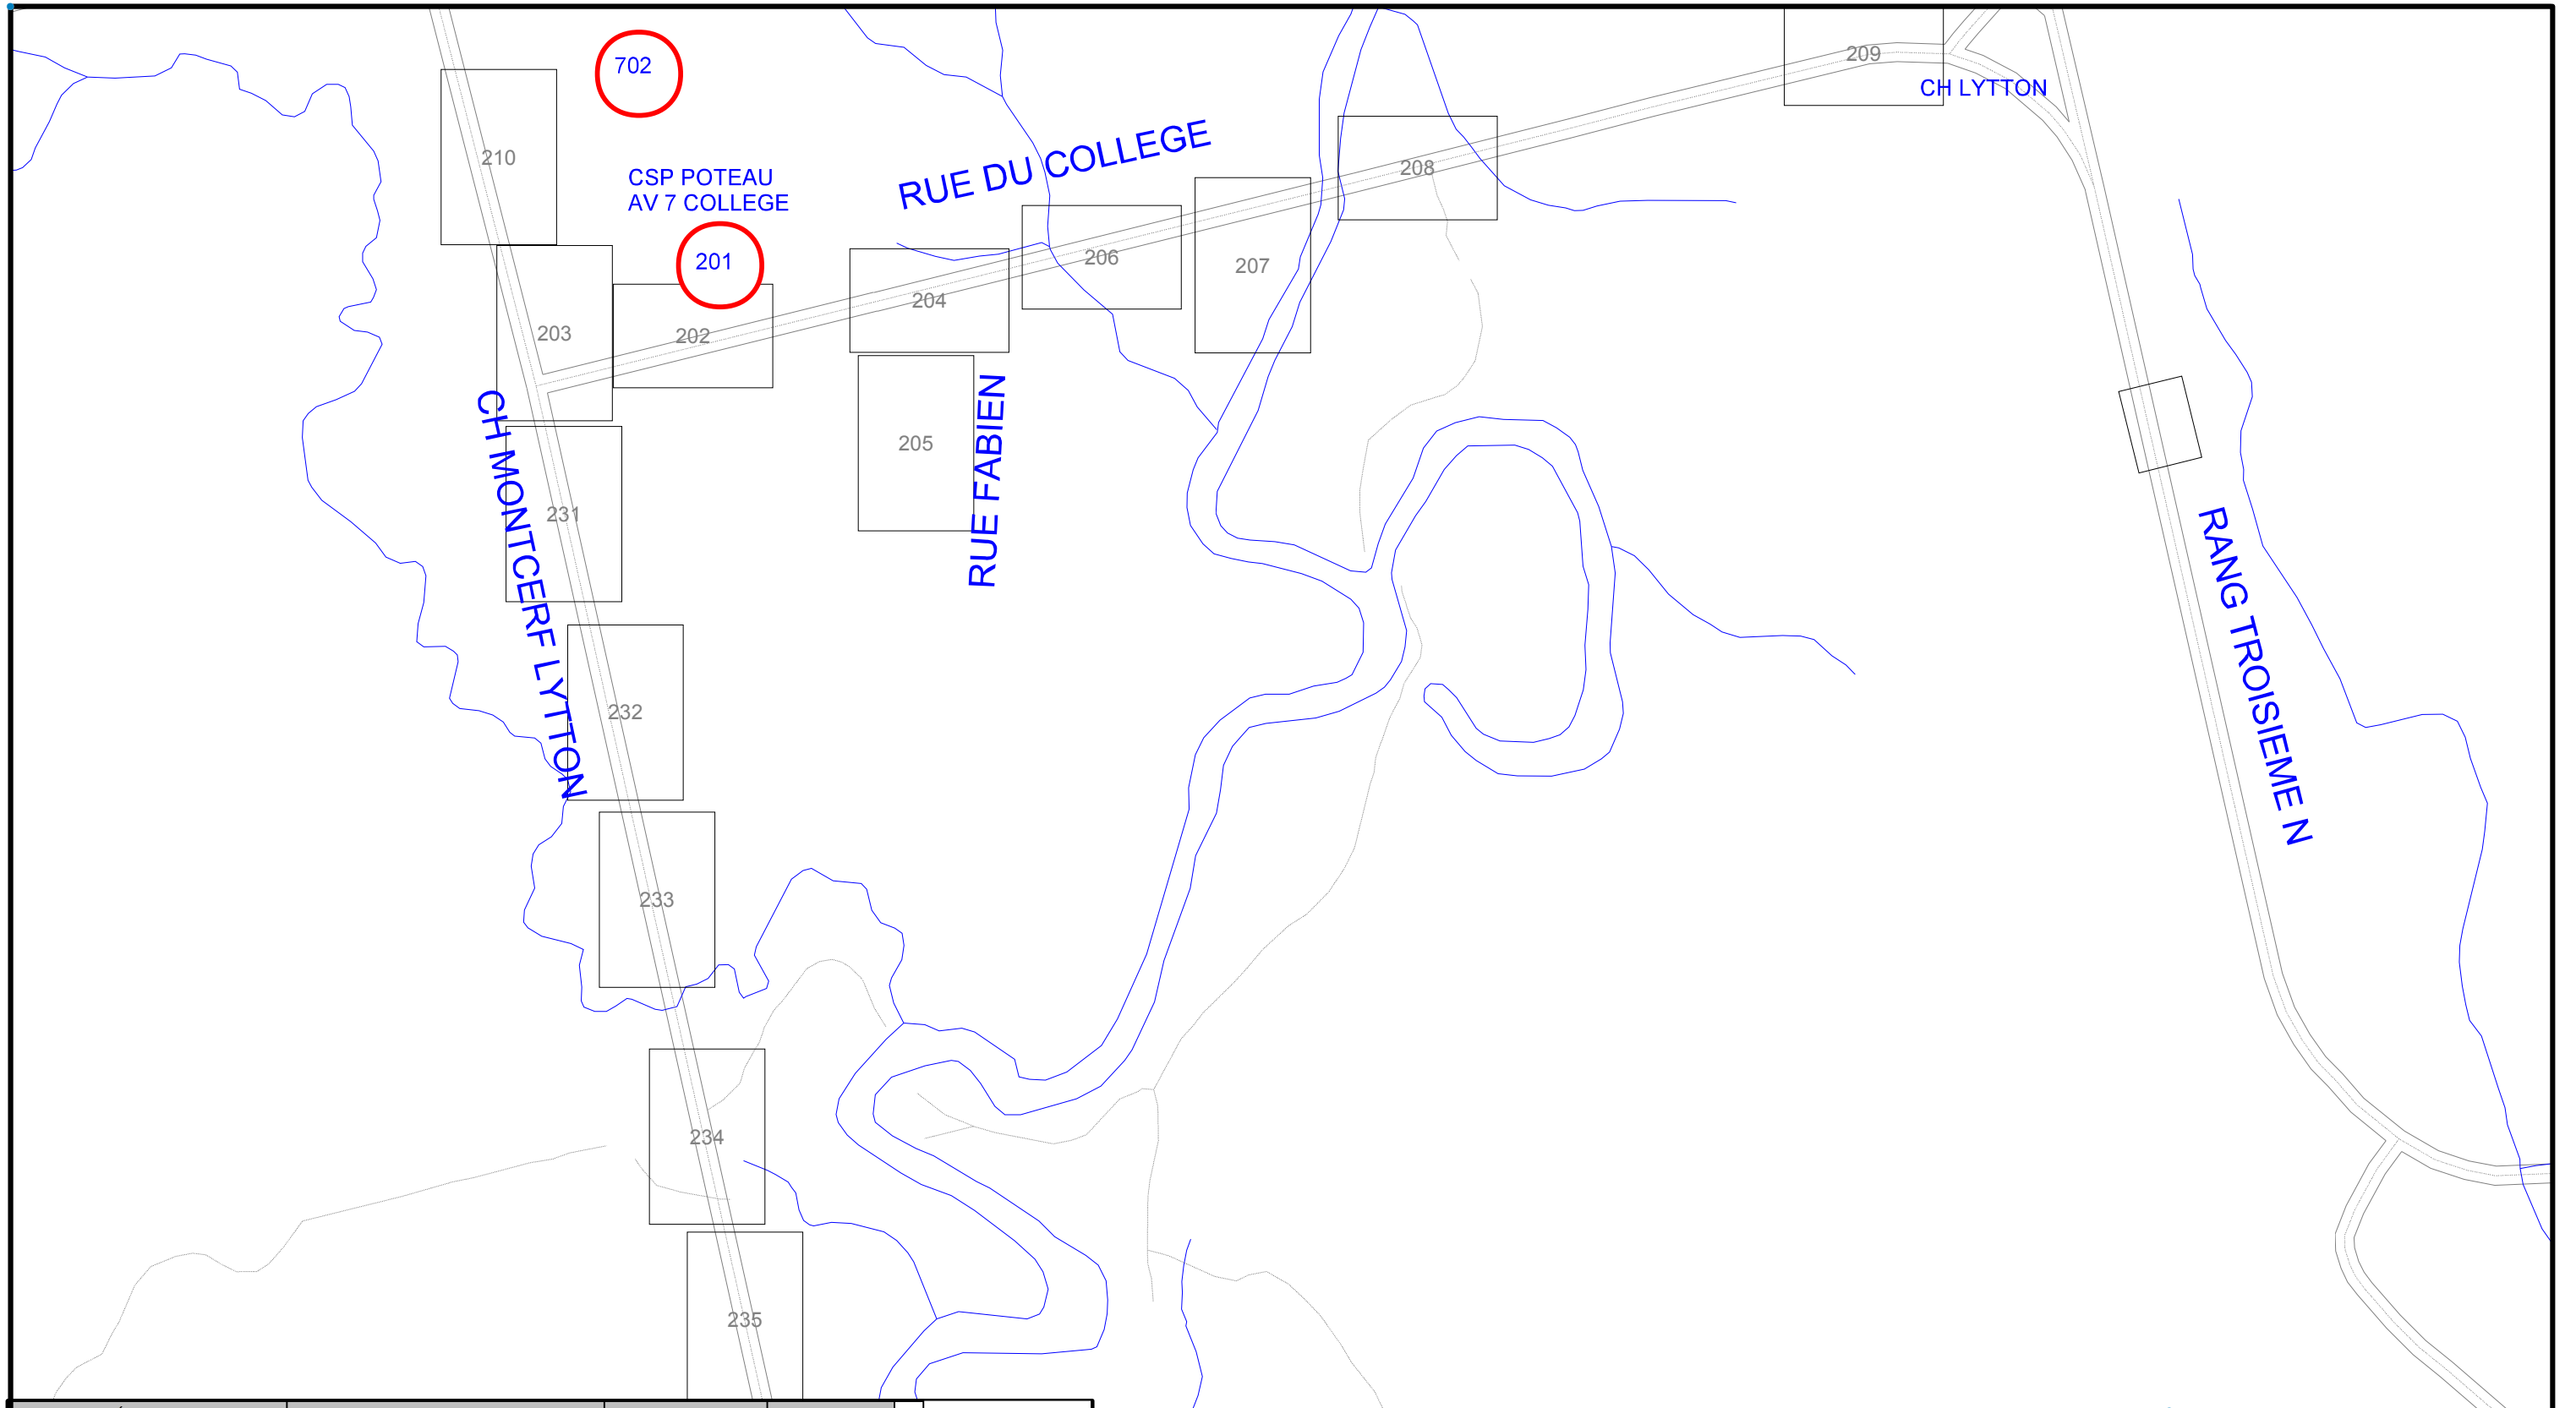 702
209
CH LYTTON
210
RUE DU COLLEGE
208
CSP POTEAU
AV 7 COLLEGE
201
206
207
204
203
202
CH MONTCERF LYTTON
205
RUE FABIEN
231
RANG TROISIEME N
232
233
234
235